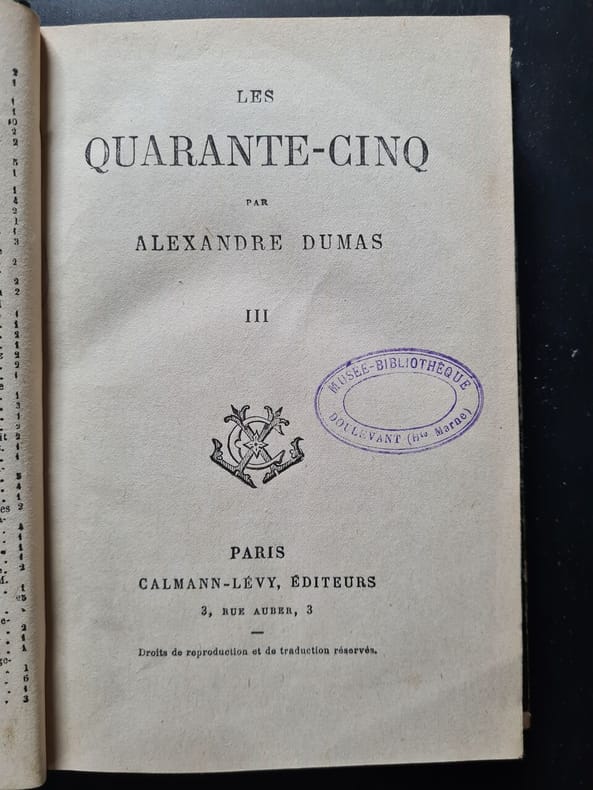 LES
QUARANTE-CINQ
PAR
ALEXANDRE DUMAS
III
MUSÉE-BIBLIOTHÈQUE
DOULEVANT (Hte Marne)
PARIS
CALMANN-LÉVY, ÉDITEURS
3, RUE AUBER, 3
Droits de reproduction et de traduction réservés.